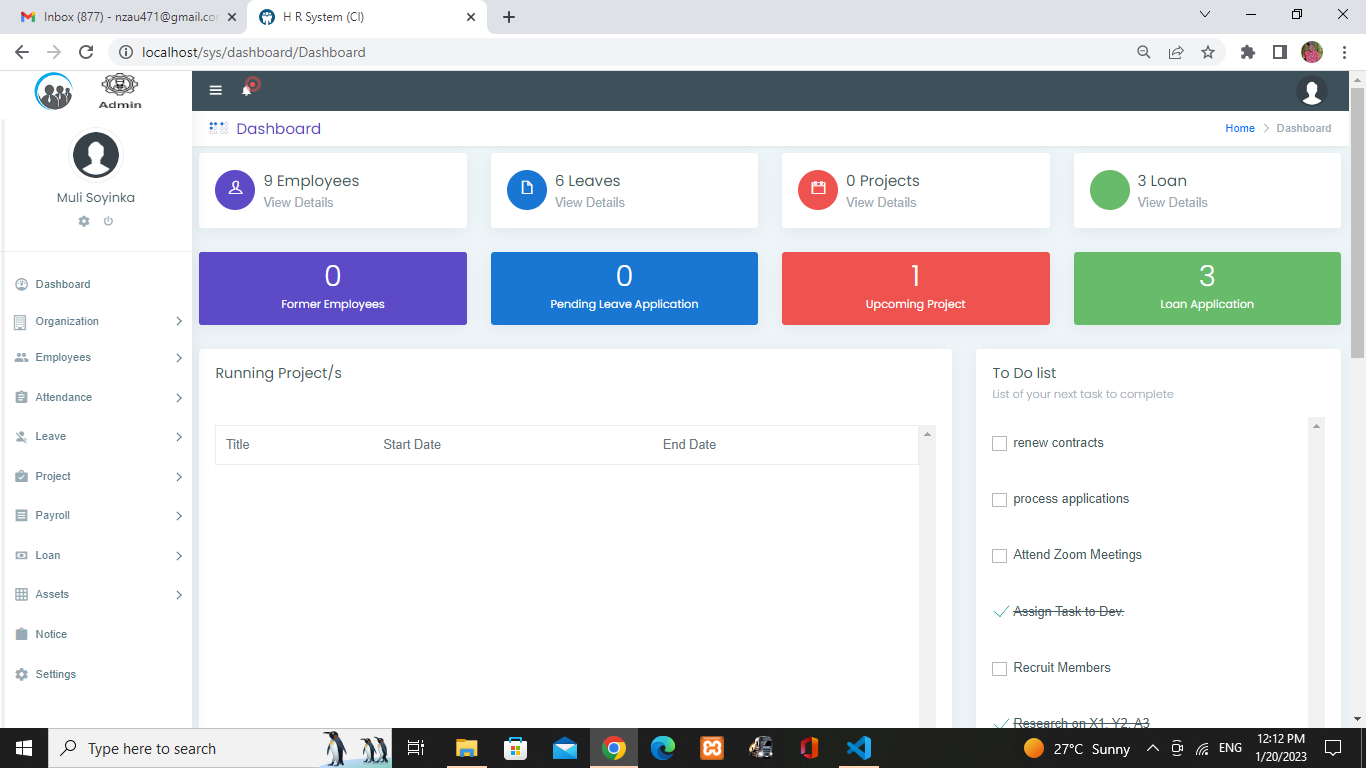 Inbox (877) - nzau471@gmail.co
H R System (CI)
localhost/sys/dashboard/Dashboard
Admin
Muli Soyinka
Dashboard
Organization
Employees
Attendance
Leave
Project
Payroll
Loan
Assets
Notice
Settings
Dashboard
Home
Dashboard
9 Employees
View Details
6 Leaves
View Details
0 Projects
View Details
3 Loan
View Details
0
Former Employees
0
Pending Leave Application
1
Upcoming Project
3
Loan Application
Running Project/s
Title Start Date End Date
To Do list
List of your next task to complete
renew contracts
process applications
Attend Zoom Meetings
Assign Task to Dev.
Recruit Members
Research on X1, Y2, A3
Type here to search
27°C Sunny
ENG
12:12 PM
1/20/2023